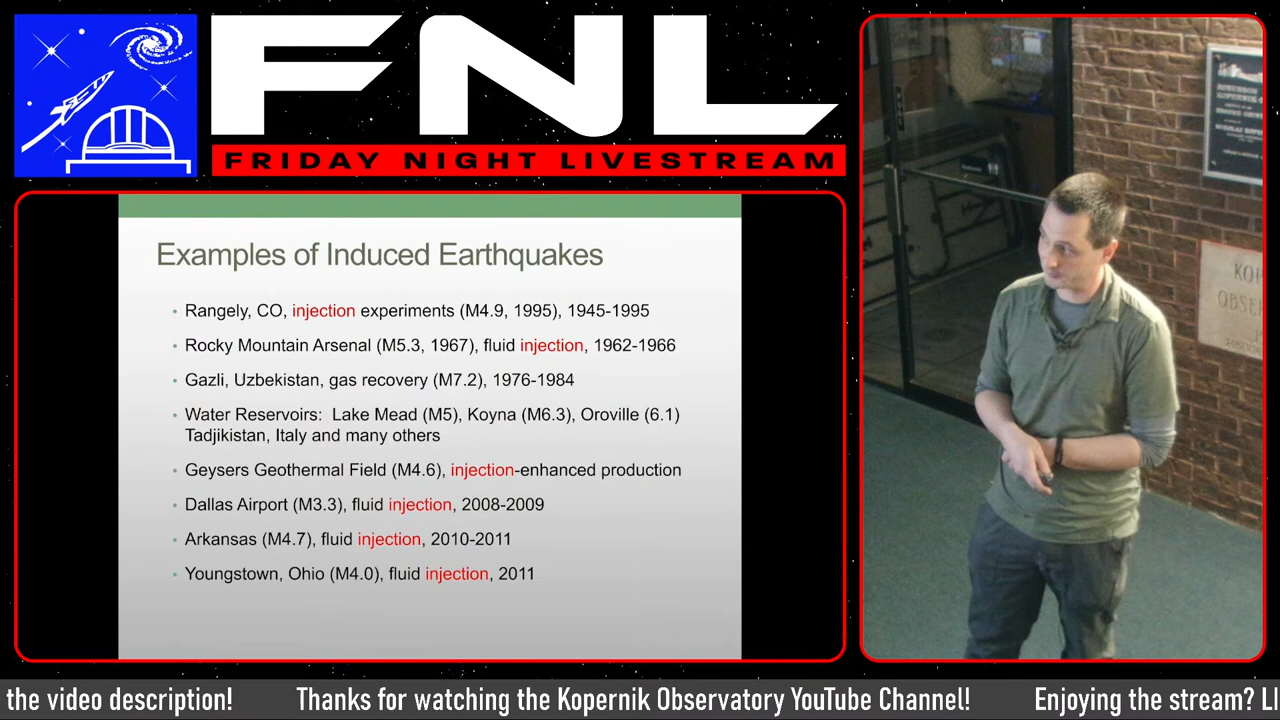 FNL
FRIDAY NIGHT LIVESTREAM
Examples of Induced Earthquakes
• Rangely, CO, injection experiments (M4.9, 1995), 1945-1995
• Rocky Mountain Arsenal (M5.3, 1967), fluid injection, 1962-1966
• Gazli, Uzbekistan, gas recovery (M7.2), 1976-1984
• Water Reservoirs: Lake Mead (M5), Koyna (M6.3), Oroville (6.1)
Tadjikistan, Italy and many others
• Geysers Geothermal Field (M4.6), injection-enhanced production
• Dallas Airport (M3.3), fluid injection, 2008-2009
• Arkansas (M4.7), fluid injection, 2010-2011
• Youngstown, Ohio (M4.0), fluid injection, 2011
KOP
OBSER
the video description! Thanks for watching the Kopernik Observatory YouTube Channel! Enjoying the stream? LI